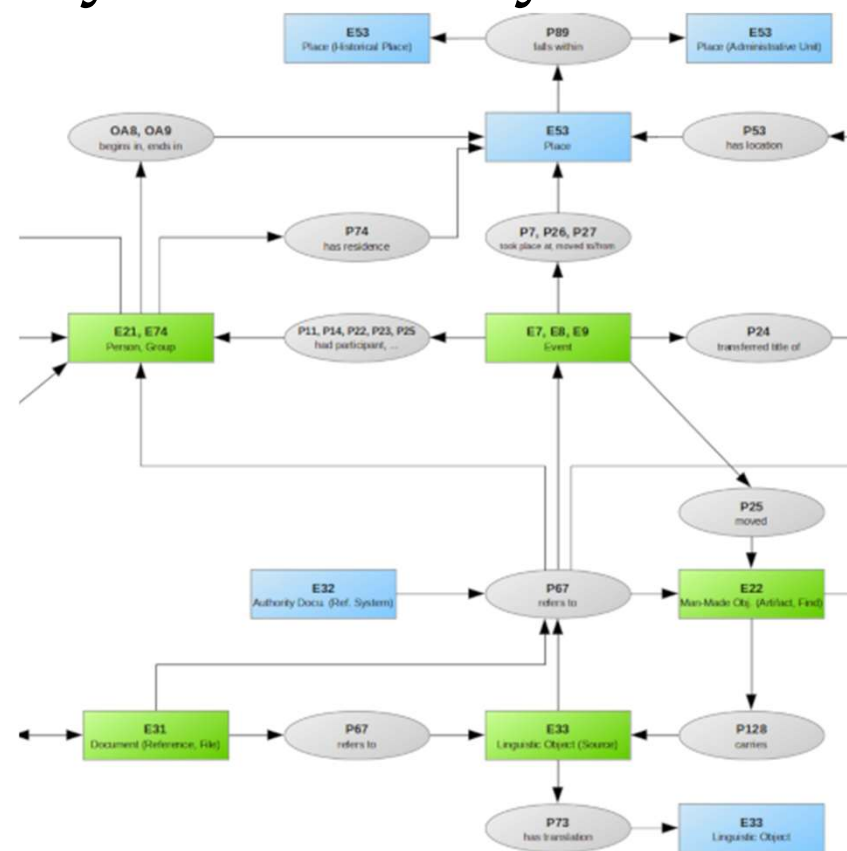 E53
Place (Historical Place)
P89
falls within
E53
Place (Administrative Unit)
OA8, OA9
begins in, ends in
E53
Place
P53
has location
P74
has residence
P7, P26, P27
took place at, moved to/from
E21, E74
Person, Group
P11, P14, P22, P23, P25
had participant, ...
E7, E8, E9
Event
P24
transferred title of
P25
moved
E32
Authority Docu. (Ref. System)
P67
refers to
E22
Man-Made Obj. (Artifact, Find)
E31
Document (Reference, File)
P67
refers to
E33
Linguistic Object (Source)
P128
carries
P73
has translation
E33
Linguistic Object